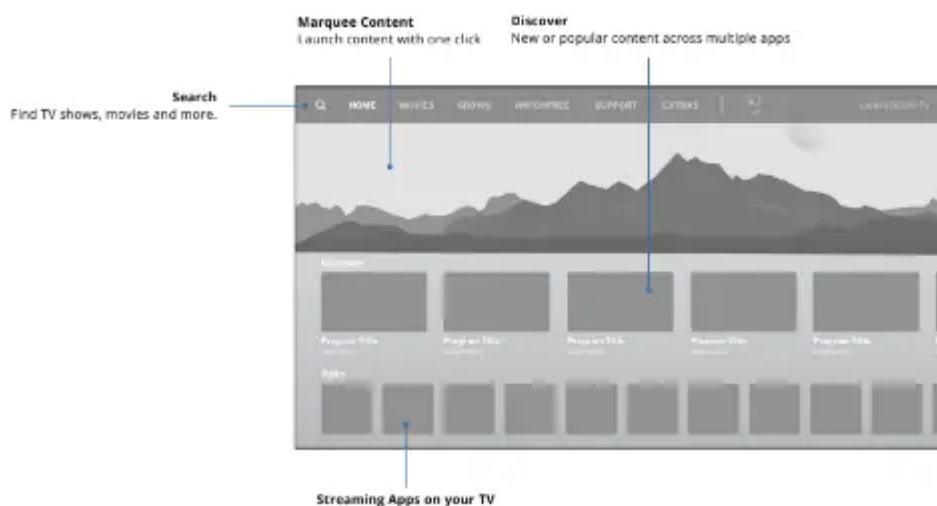 Marquee Content
Launch content with one click
Discover
New or popular content across multiple apps
Search
Find TV shows, movies and more.
HOME MOVIES SHOWS WATCHFREE SUPPORT EXTRAS
Discover
Program Title Program Title Program Title Program Title Program Title
Apps
Streaming Apps on your TV